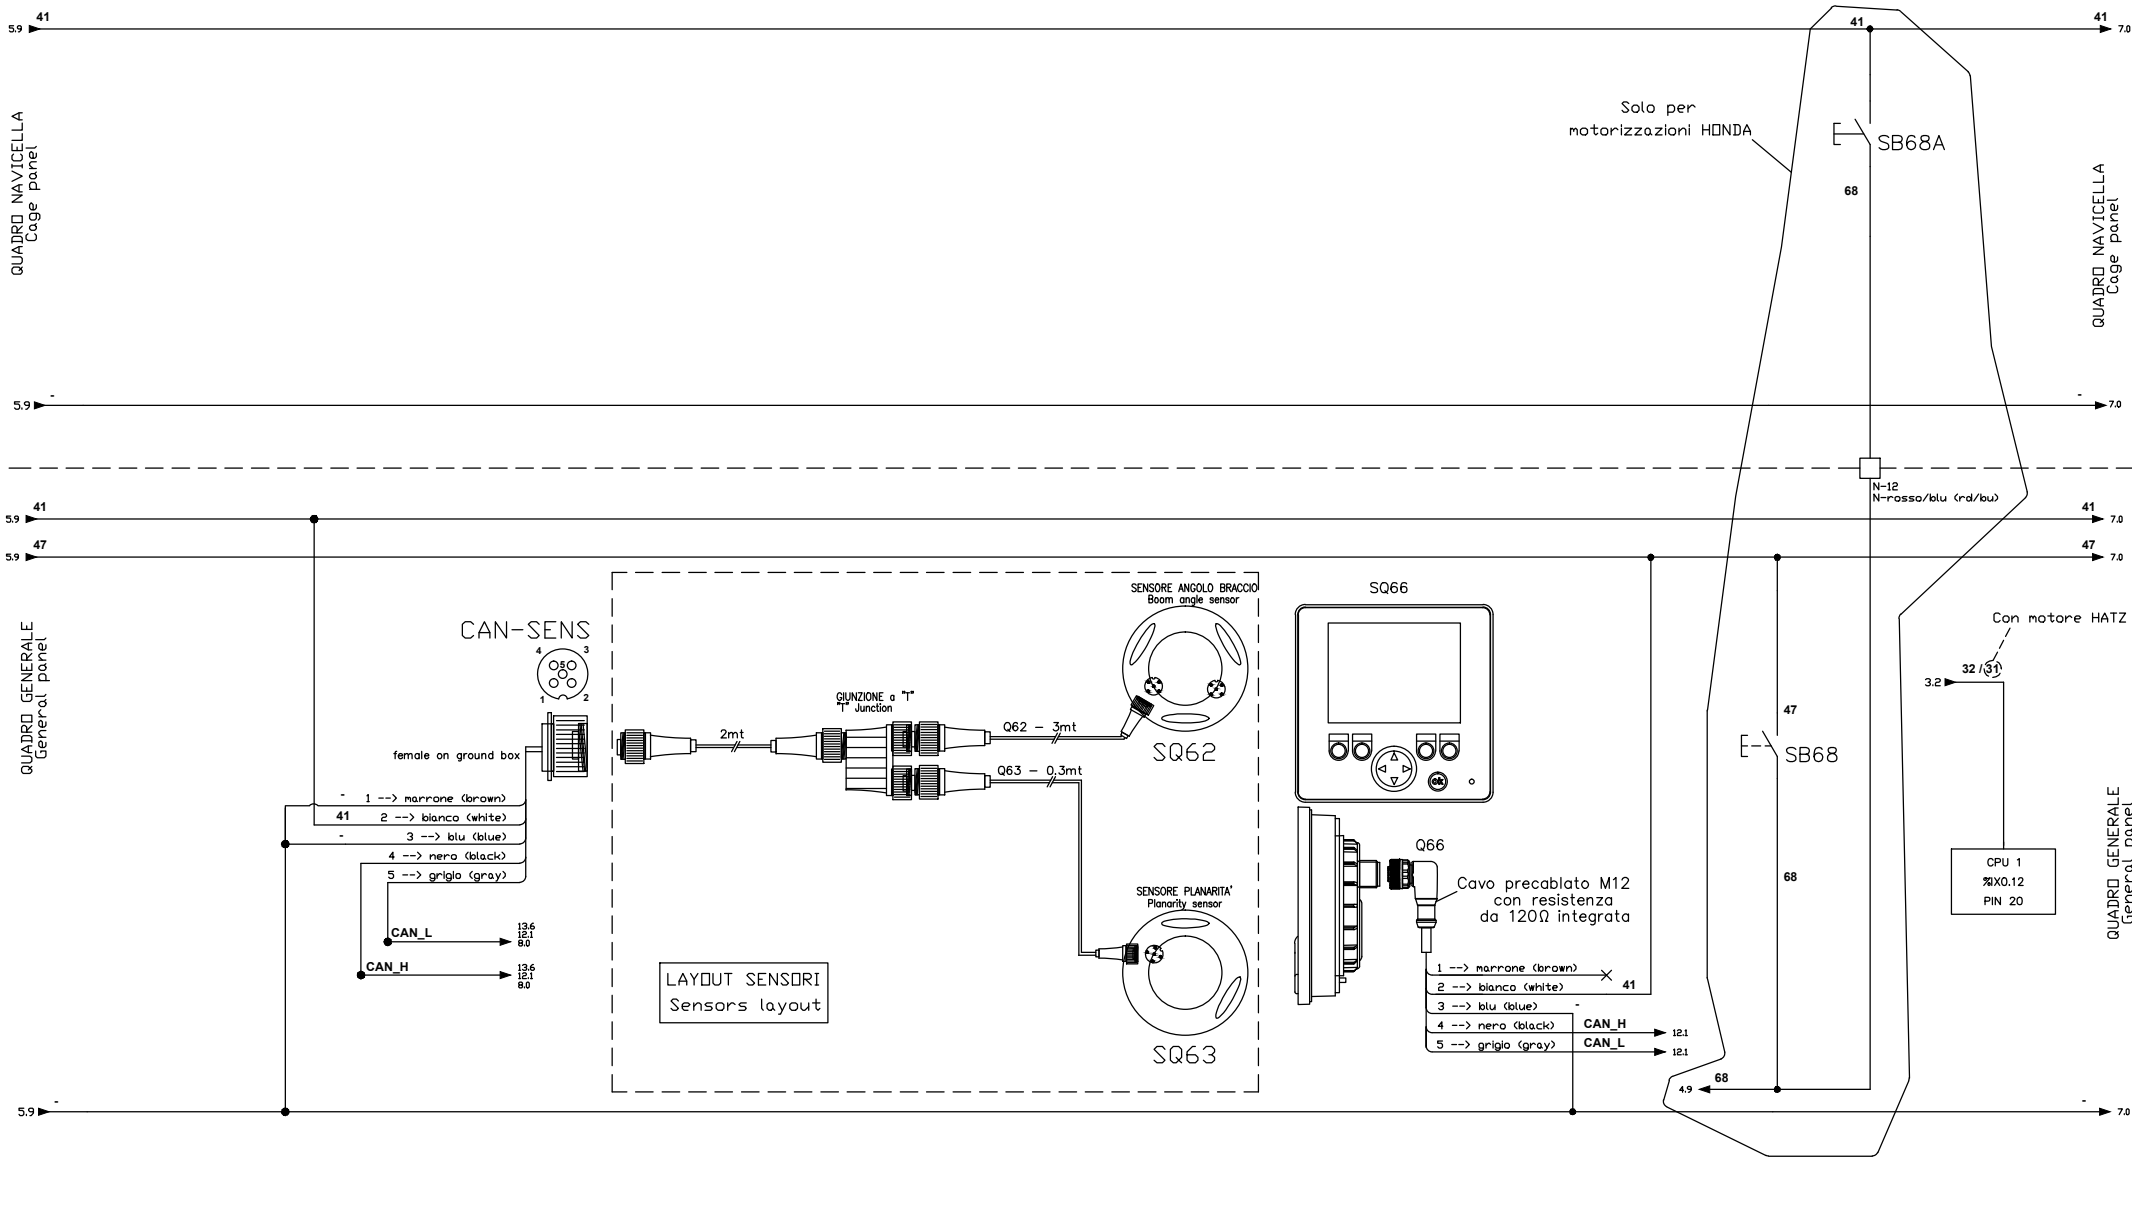 5.9 41
41
41 7.0
QUADRO NAVICELLA
Cage panel
Solo per
motorizzazioni HONDA
SB68A
68
QUADRO NAVICELLA
Cage panel
5.9 -
- 7.0
N-12
N-rosso/blu (rd/bu)
5.9 41
41 7.0
5.9 47
47 7.0
QUADRO GENERALE
General panel
CAN-SENS
4 3
5
1 2
female on ground box
- 1 --> marrone (brown)
41 2 --> bianco (white)
- 3 --> blu (blue)
4 --> nero (black)
5 --> grigio (gray)
CAN_L
13.6
12.1
8.0
CAN_H
13.6
12.1
8.0
2mt
GIUNZIONE a "T"
"T" Junction
Q62 - 3mt
Q63 - 0.3mt
SENSORE ANGOLO BRACCIO
Boom angle sensor
SQ62
SENSORE PLANARITA'
Planarity sensor
SQ63
LAYOUT SENSORI
Sensors layout
SQ66
ok
Q66
Cavo precablato M12
con resistenza
da 120Ω integrata
1 --> marrone (brown)
2 --> bianco (white) 41
3 --> blu (blue) -
4 --> nero (black) CAN_H 12.1
5 --> grigio (gray) CAN_L 12.1
47
SB68
68
4.9 68
Con motore HATZ
32 / 31
3.2
CPU 1
%IX0.12
PIN 20
QUADRO GENERALE
General panel
5.9 -
- 7.0